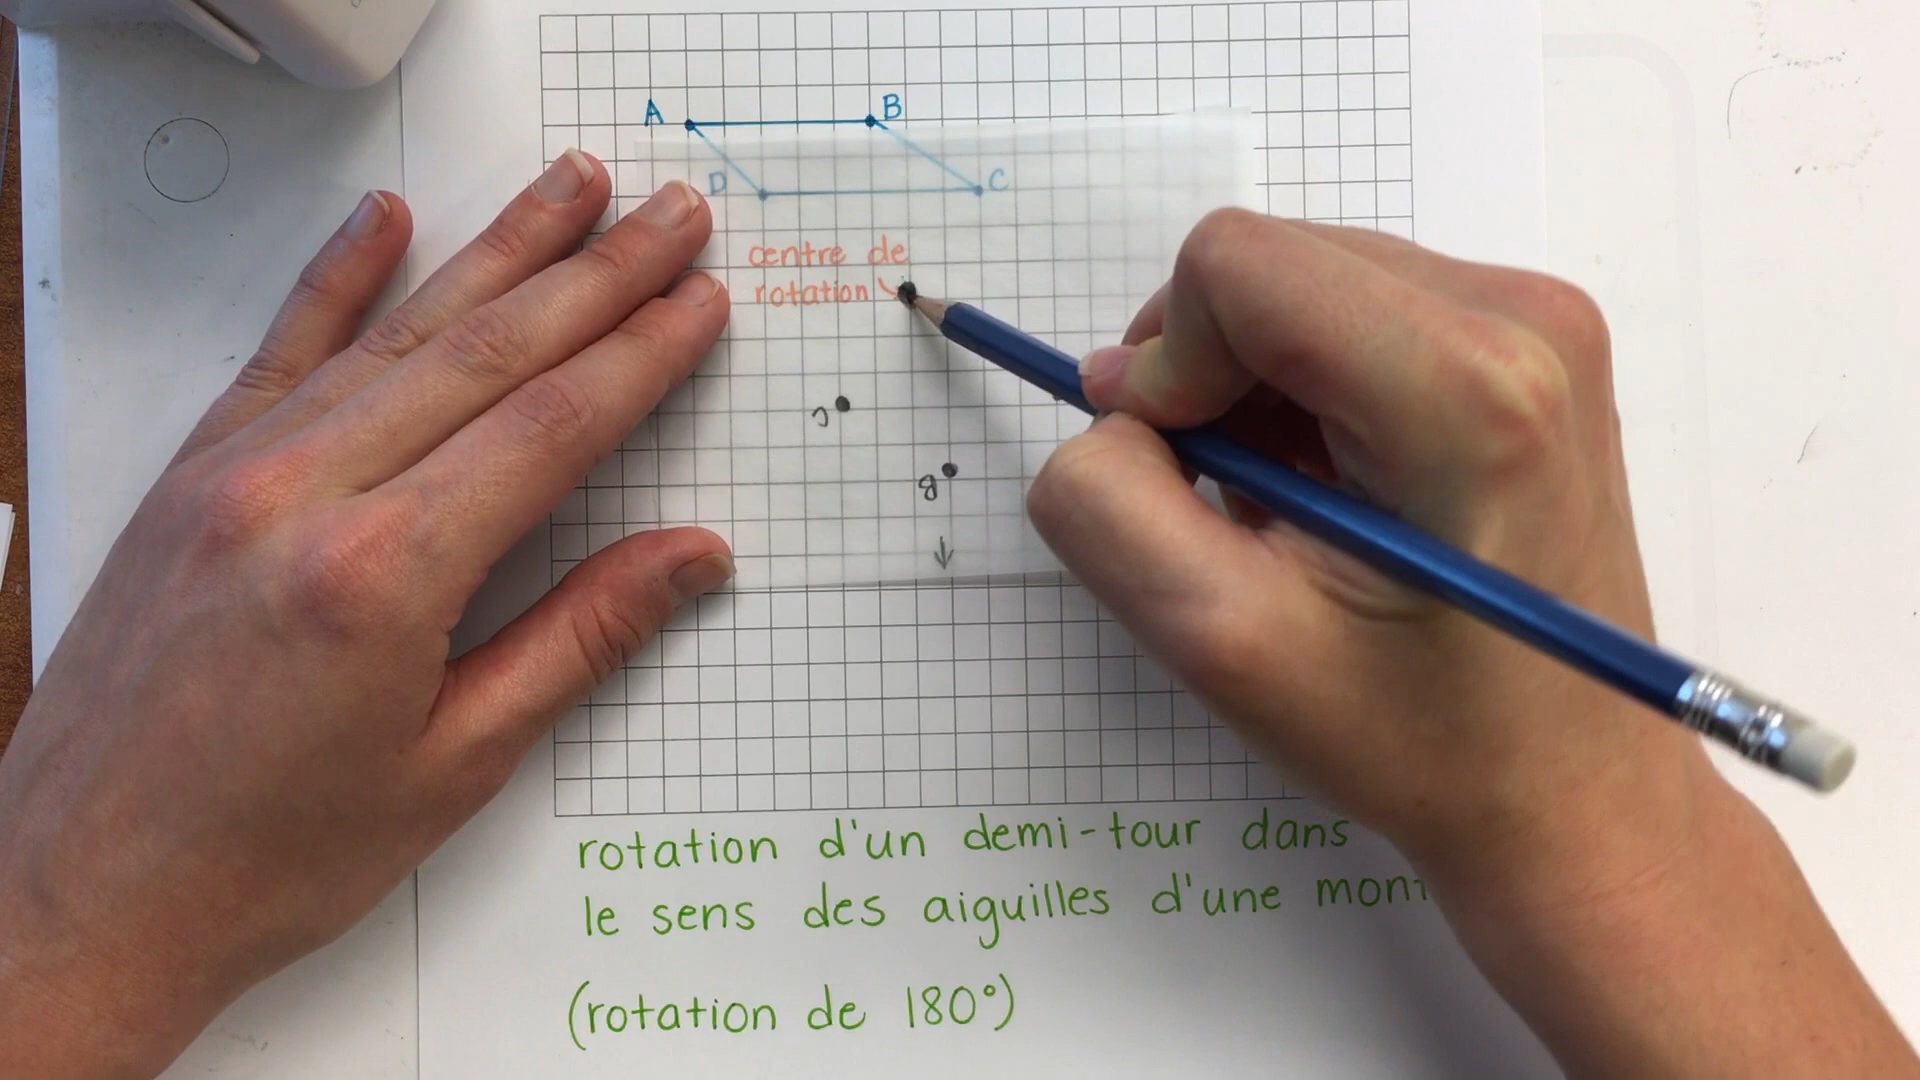 A B
D C
centre de
rotation
C
B
rotation d'un demi-tour dans
le sens des aiguilles d'une
(rotation de 180°)